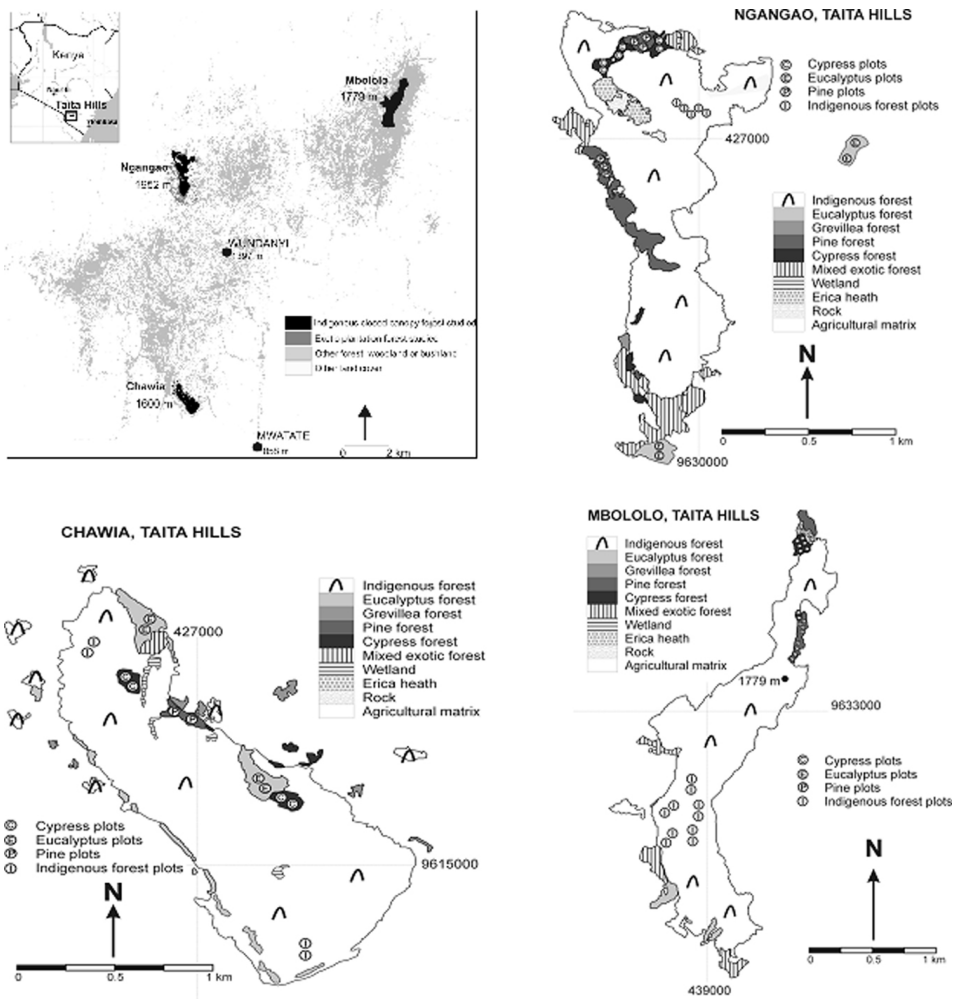 Kenya
Taita Hills
Mbololo
1779 m
Ngangao
1952 m
WUNDANYI
Chawia
1600 m
MWATATE
Indigenous closed canopy forest studied
Exotic plantation forest studied
Other forest, woodland or bushland
Other land cover
0 2 km
NGANGAO, TAITA HILLS
C Cypress plots
E Eucalyptus plots
P Pine plots
I Indigenous forest plots
427000
Indigenous forest
Eucalyptus forest
Grevillea forest
Pine forest
Cypress forest
Mixed exotic forest
Wetland
Erica heath
Rock
Agricultural matrix
N
0 0.5 1 km
9630000
CHAWIA, TAITA HILLS
Indigenous forest
Eucalyptus forest
Grevillea forest
Pine forest
Cypress forest
Mixed exotic forest
Wetland
Erica heath
Rock
Agricultural matrix
427000
C Cypress plots
E Eucalyptus plots
P Pine plots
I Indigenous forest plots
9615000
N
0 0.5 1 km
MBOLOLO, TAITA HILLS
Indigenous forest
Eucalyptus forest
Grevillea forest
Pine forest
Cypress forest
Mixed exotic forest
Wetland
Erica heath
Rock
Agricultural matrix
1779 m
9633000
C Cypress plots
E Eucalyptus plots
P Pine plots
I Indigenous forest plots
N
0 0.5 1 km
439000